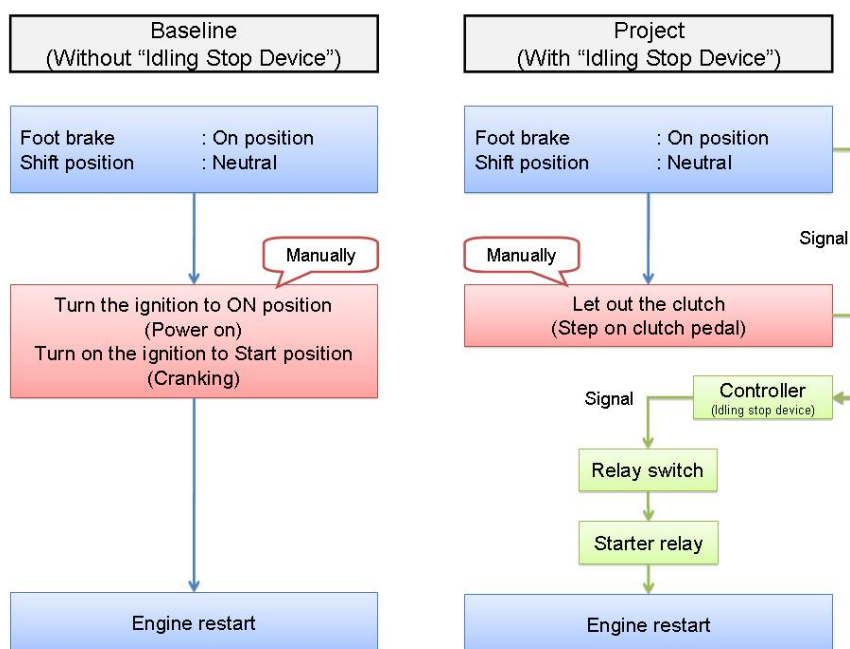 Baseline
(Without “Idling Stop Device”)
Foot brake : On position
Shift position : Neutral
Manually
Turn the ignition to ON position
(Power on)
Turn on the ignition to Start position
(Cranking)
Engine restart
Project
(With “Idling Stop Device”)
Foot brake : On position
Shift position : Neutral
Signal
Manually
Let out the clutch
(Step on clutch pedal)
Controller
(Idling stop device)
Signal
Relay switch
Starter relay
Engine restart